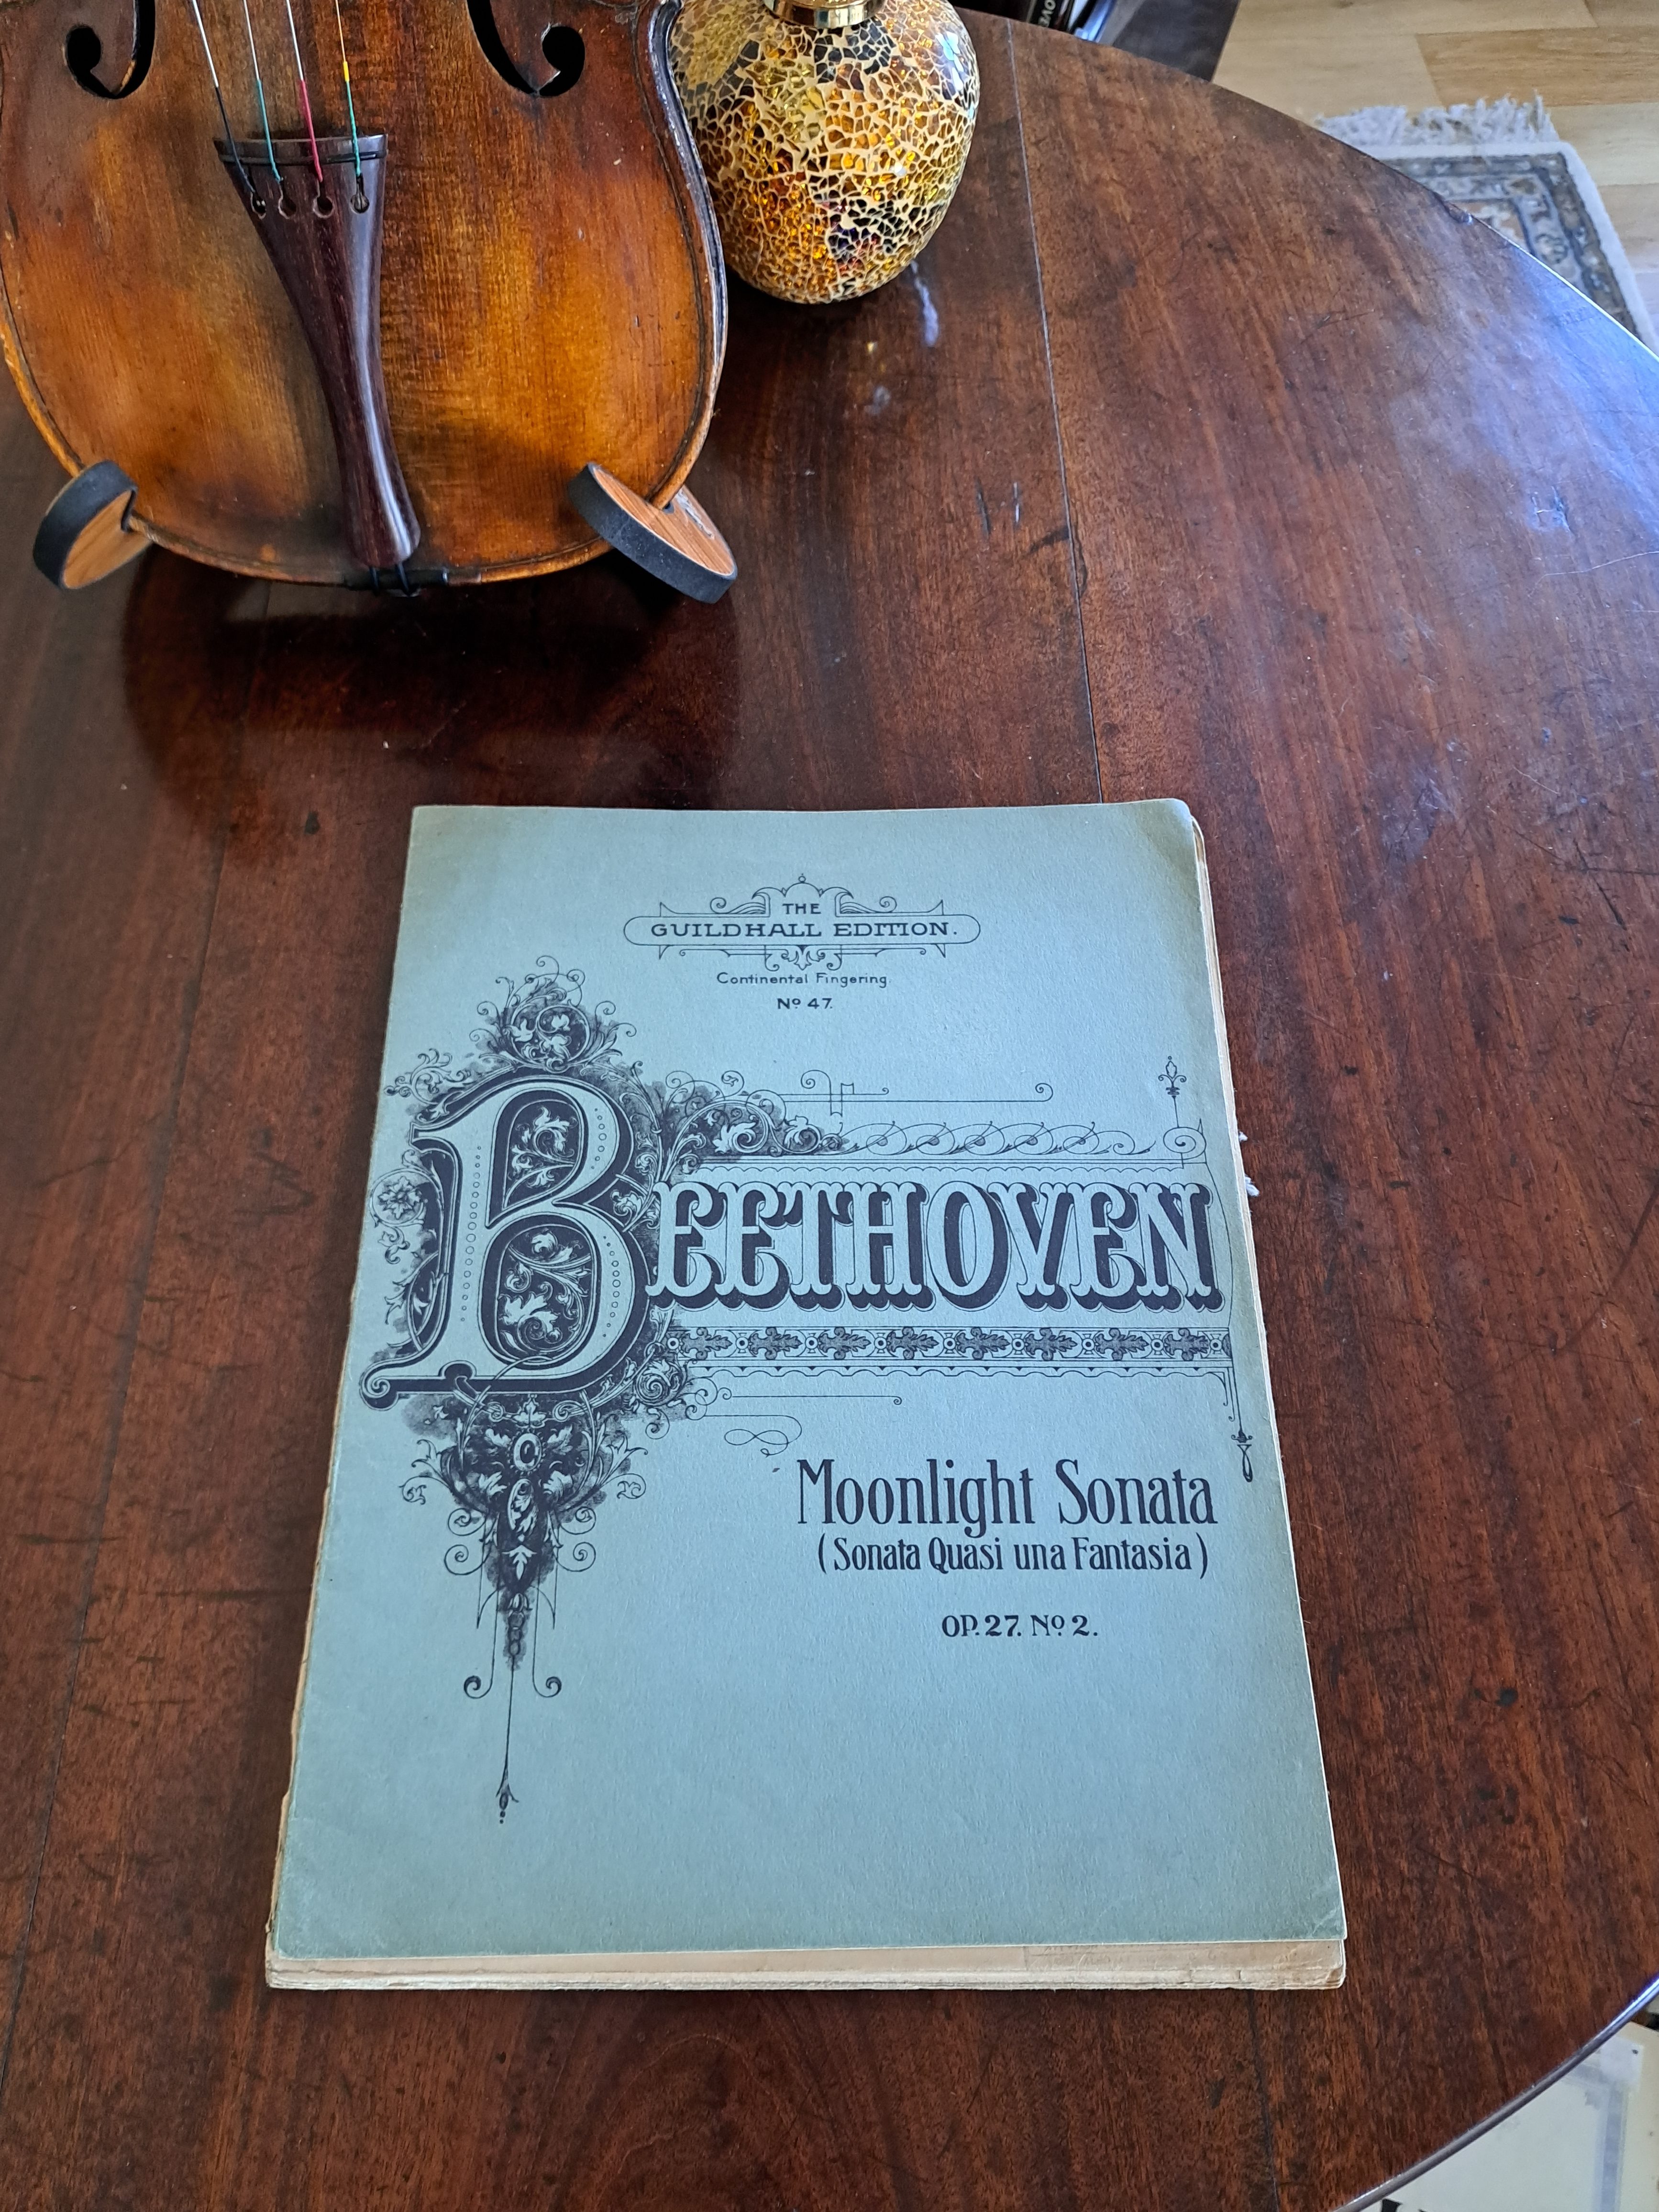 THE
GUILDHALL EDITION.
Continental Fingering
Nº 47.
BEETHOVEN
Moonlight Sonata
(Sonata Quasi una Fantasia)
OP. 27. Nº 2.